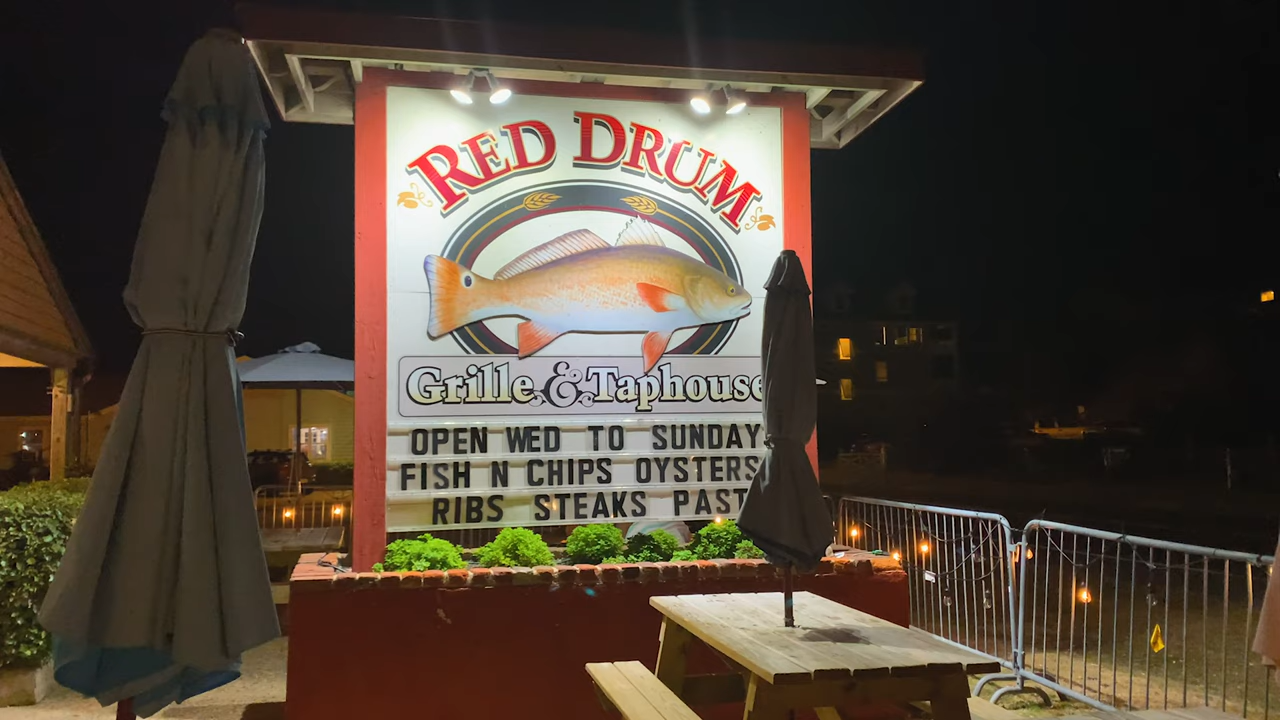 RED DRUM
Grille & Taphouse
OPEN WED TO SUNDAY
FISH N CHIPS OYSTERS
RIBS STEAKS PAST